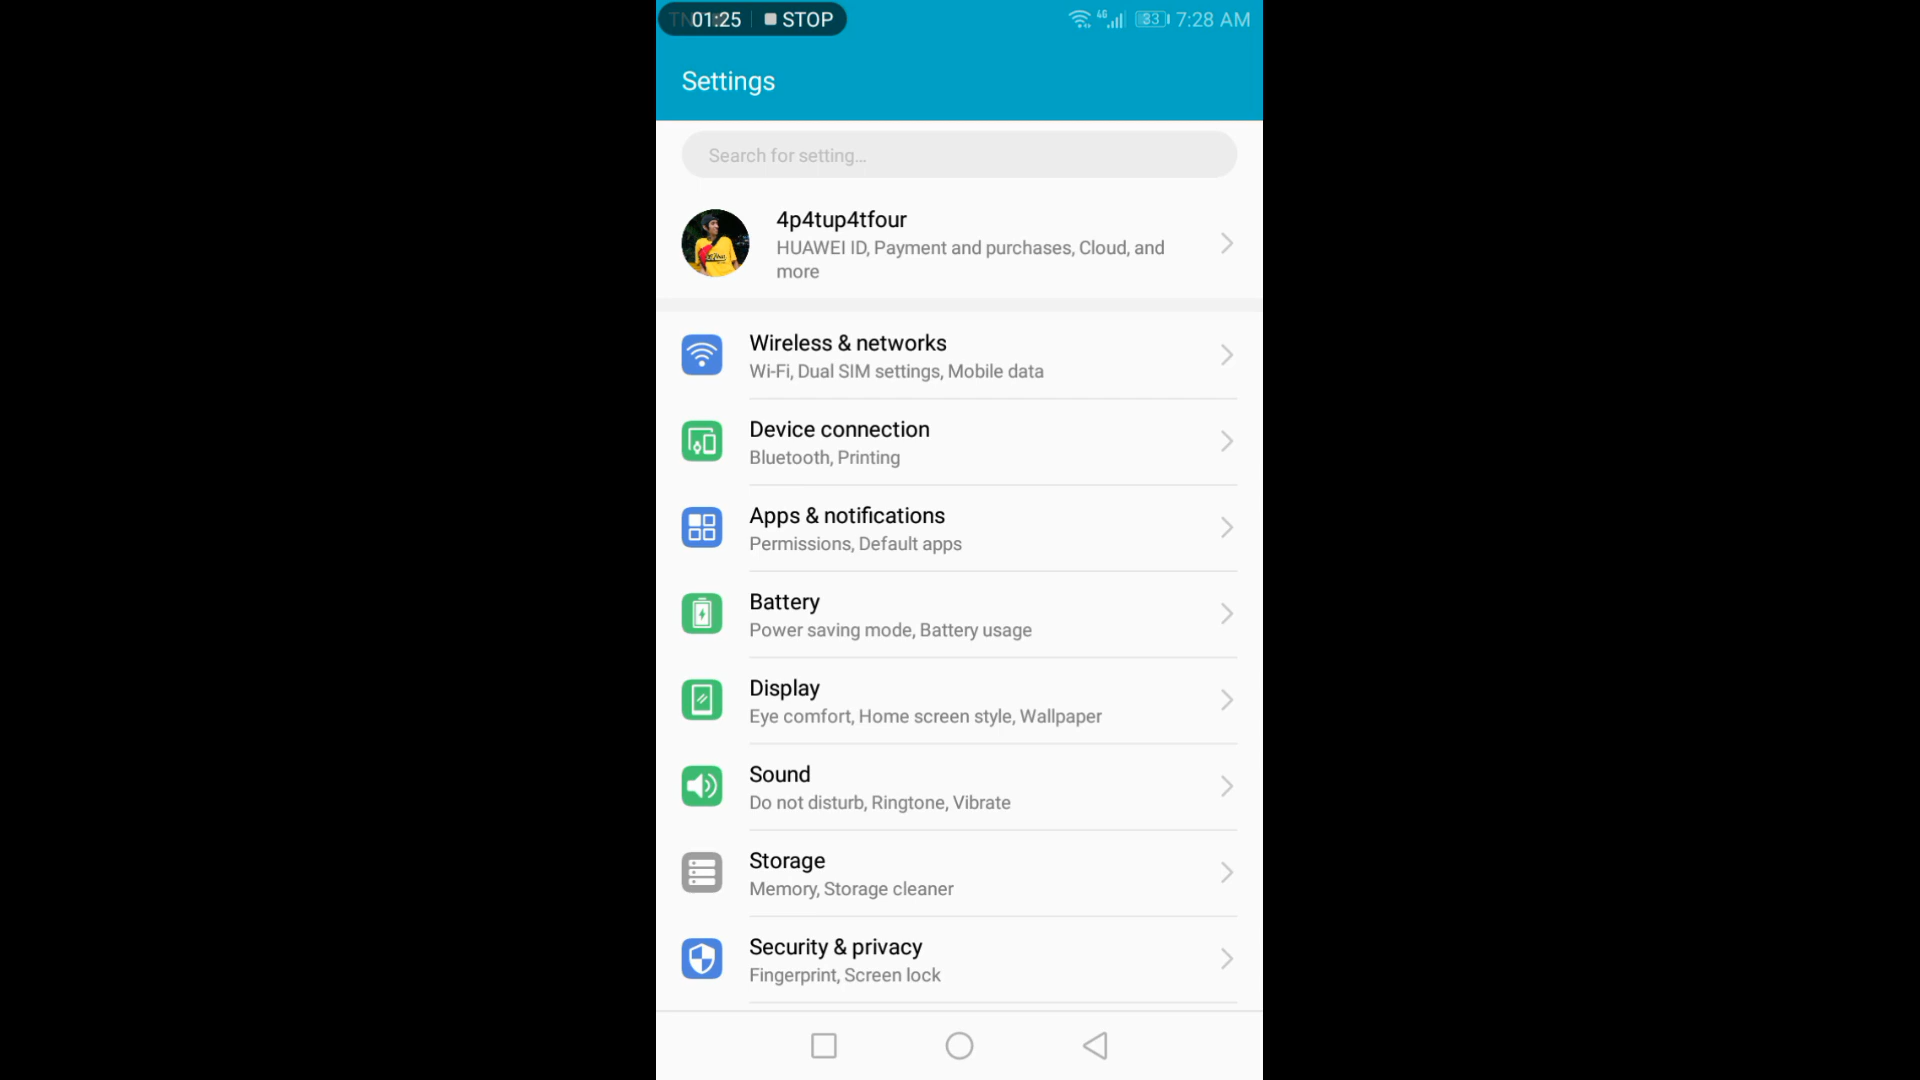 01:25 STOP 4G 33 7:28 AM
Settings
Search for setting...
4p4tup4tfour
HUAWEI ID, Payment and purchases, Cloud, and
more
Wireless & networks
Wi-Fi, Dual SIM settings, Mobile data
Device connection
Bluetooth, Printing
Apps & notifications
Permissions, Default apps
Battery
Power saving mode, Battery usage
Display
Eye comfort, Home screen style, Wallpaper
Sound
Do not disturb, Ringtone, Vibrate
Storage
Memory, Storage cleaner
Security & privacy
Fingerprint, Screen lock